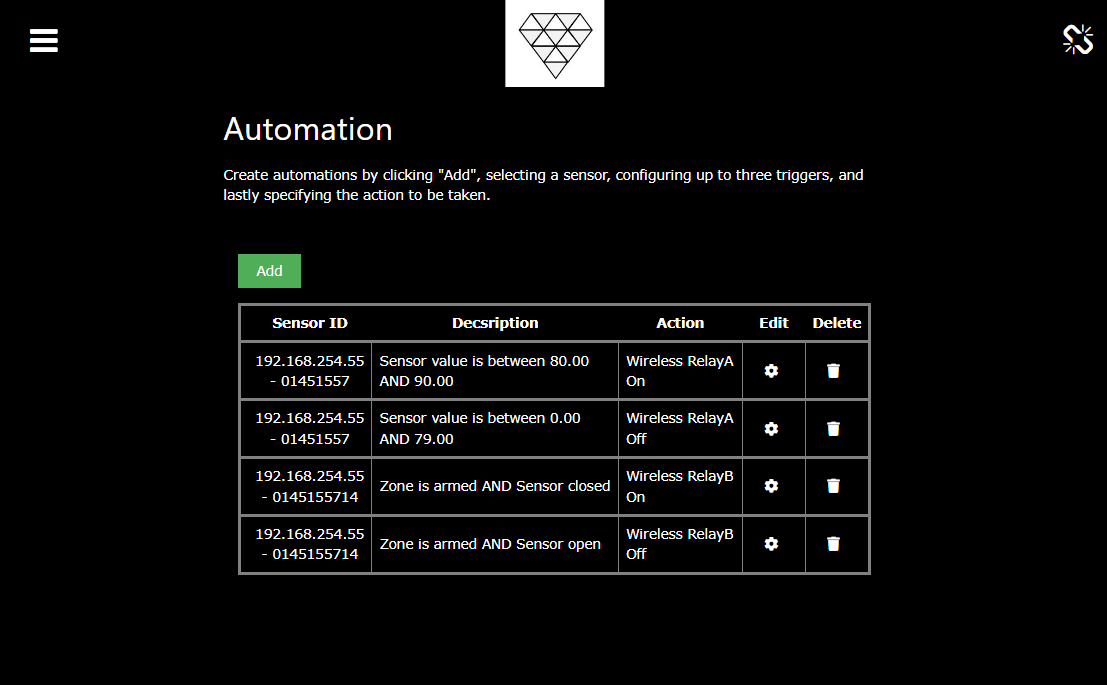 Automation
Create automations by clicking "Add", selecting a sensor, configuring up to three triggers, and
lastly specifying the action to be taken.
Add
Sensor ID Decsription Action Edit Delete
192.168.254.55
- 01451557
Sensor value is between 80.00
AND 90.00
Wireless RelayA
On
192.168.254.55
- 01451557
Sensor value is between 0.00
AND 79.00
Wireless RelayA
Off
192.168.254.55
- 0145155714
Zone is armed AND Sensor closed
Wireless RelayB
On
192.168.254.55
- 0145155714
Zone is armed AND Sensor open
Wireless RelayB
Off